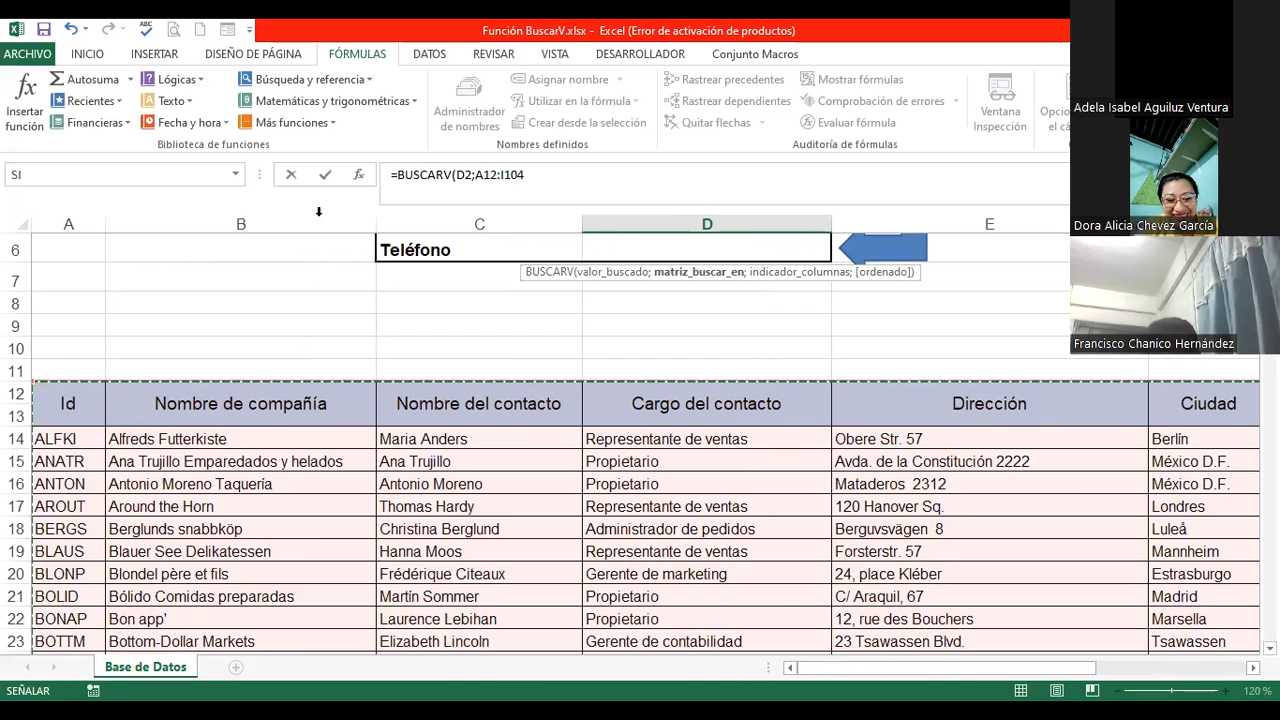 Función BuscarV.xlsx - Excel (Error de activación de productos)
ARCHIVO INICIO INSERTAR DISEÑO DE PÁGINA FÓRMULAS DATOS REVISAR VISTA DESARROLLADOR Conjunto Macros
Insertar función
Autosuma
Recientes
Financieras
Lógicas
Texto
Fecha y hora
Búsqueda y referencia
Matemáticas y trigonométricas
Más funciones
Biblioteca de funciones
Administrador de nombres
Asignar nombre
Utilizar en la fórmula
Crear desde la selección
Nombres definidos
Rastrear precedentes
Rastrear dependientes
Quitar flechas
Mostrar fórmulas
Comprobación de errores
Evaluar fórmula
Auditoría de fórmulas
Ventana Inspección
Adela Isabel Aguiluz Ventura
Dora Alicia Chevez García
Francisco Chanico Hernández
SI fx =BUSCARV(D2;A12:I104
A B C D E
6 Teléfono
BUSCARV(valor_buscado; matriz_buscar_en; indicador_columnas; [ordenado])
7
8
9
10
11
12
13
Id Nombre de compañía Nombre del contacto Cargo del contacto Dirección Ciudad
14 ALFKI Alfreds Futterkiste Maria Anders Representante de ventas Obere Str. 57 Berlín
15 ANATR Ana Trujillo Emparedados y helados Ana Trujillo Propietario Avda. de la Constitución 2222 México D.F.
16 ANTON Antonio Moreno Taquería Antonio Moreno Propietario Mataderos 2312 México D.F.
17 AROUT Around the Horn Thomas Hardy Propietario 120 Hanover Sq. Londres
18 BERGS Berglunds snabbköp Christina Berglund Administrador de pedidos Berguvsvägen 8 Luleå
19 BLAUS Blauer See Delikatessen Hanna Moos Representante de ventas Forsterstr. 57 Mannheim
20 BLONP Blondel père et fils Frédérique Citeaux Gerente de marketing 24, place Kléber Estrasburgo
21 BOLID Bólido Comidas preparadas Martín Sommer Propietario C/ Araquil, 67 Madrid
22 BONAP Bon app' Laurence Lebihan Propietario 12, rue des Bouchers Marsella
23 BOTTM Bottom-Dollar Markets Elizabeth Lincoln Gerente de contabilidad 23 Tsawassen Blvd. Tsawassen
Base de Datos
SEÑALAR 120 %